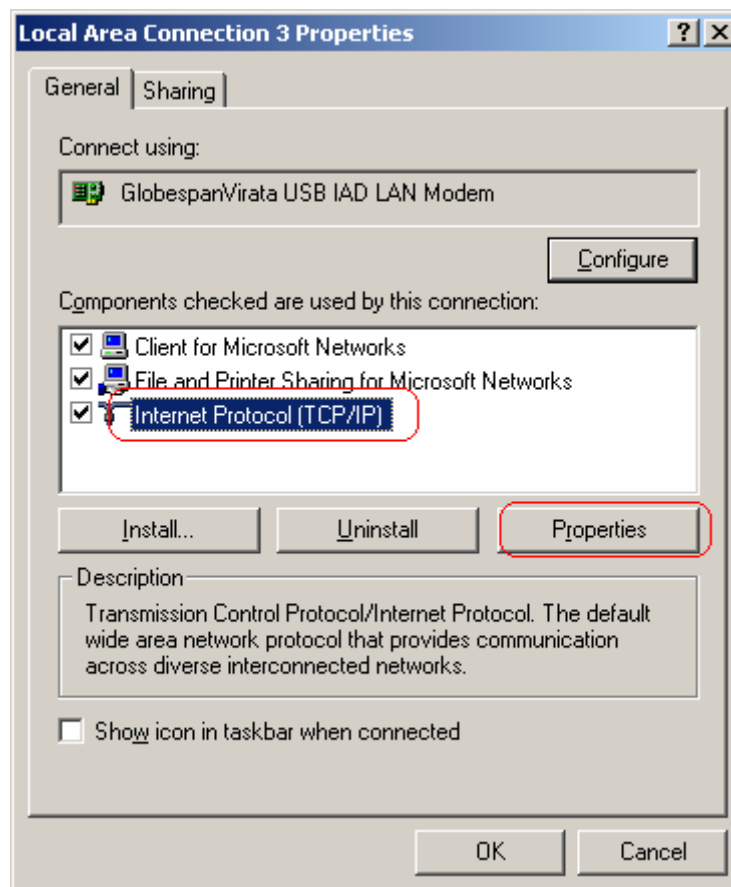 Local Area Connection 3 Properties
General
Sharing
Connect using:
GlobespanVirata USB IAD LAN Modem
Configure
Components checked are used by this connection:
Client for Microsoft Networks
File and Printer Sharing for Microsoft Networks
Internet Protocol (TCP/IP)
Install...
Uninstall
Properties
Description
Transmission Control Protocol/Internet Protocol. The default
wide area network protocol that provides communication
across diverse interconnected networks.
Show icon in taskbar when connected
OK
Cancel